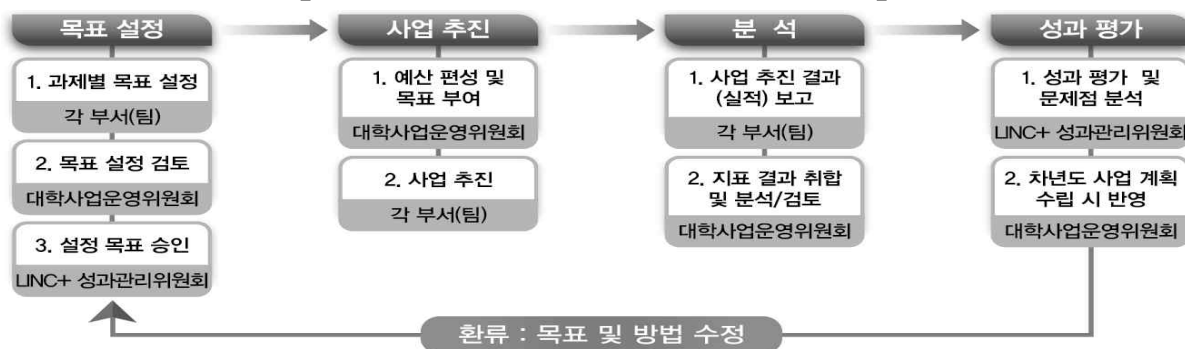 목표 설정
1. 과제별 목표 설정
각 부서(팀)
2. 목표 설정 검토
대학사업운영위원회
3. 설정 목표 승인
LINC+ 성과관리위원회
사업 추진
1. 예산 편성 및
목표 부여
대학사업운영위원회
2. 사업 추진
각 부서(팀)
분 석
1. 사업 추진 결과
(실적) 보고
각 부서(팀)
2. 지표 결과 취합
및 분석/검토
대학사업운영위원회
성과 평가
1. 성과 평가 및
문제점 분석
LINC+ 성과관리위원회
2. 차년도 사업 계획
수립 시 반영
대학사업운영위원회
환류 : 목표 및 방법 수정